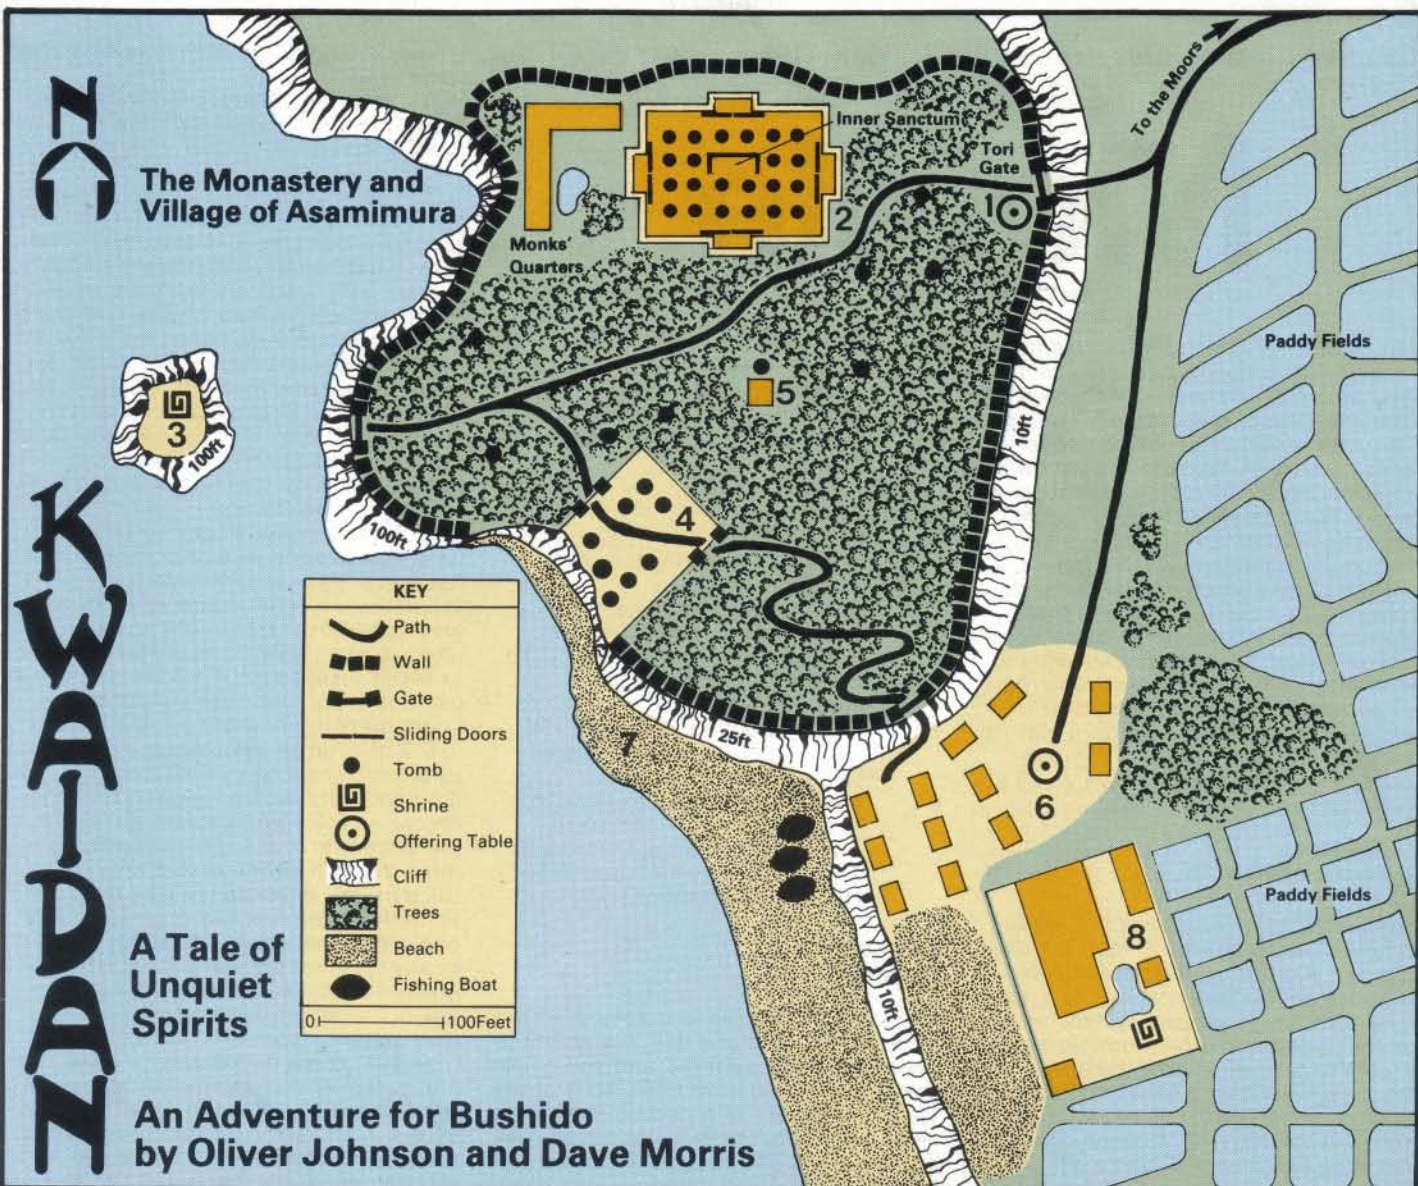 N
The Monastery and
Village of Asamimura
KWAIDAN
A Tale of
Unquiet
Spirits
An Adventure for Bushido
by Oliver Johnson and Dave Morris
To the Moors
Inner Sanctum
Tori
Gate
1
2
Monks'
Quarters
Paddy Fields
3
100ft
10ft
5
4
100ft
KEY
Path
Wall
Gate
Sliding Doors
Tomb
Shrine
Offering Table
Cliff
Trees
Beach
Fishing Boat
0 100Feet
7
25ft
6
Paddy Fields
8
10ft